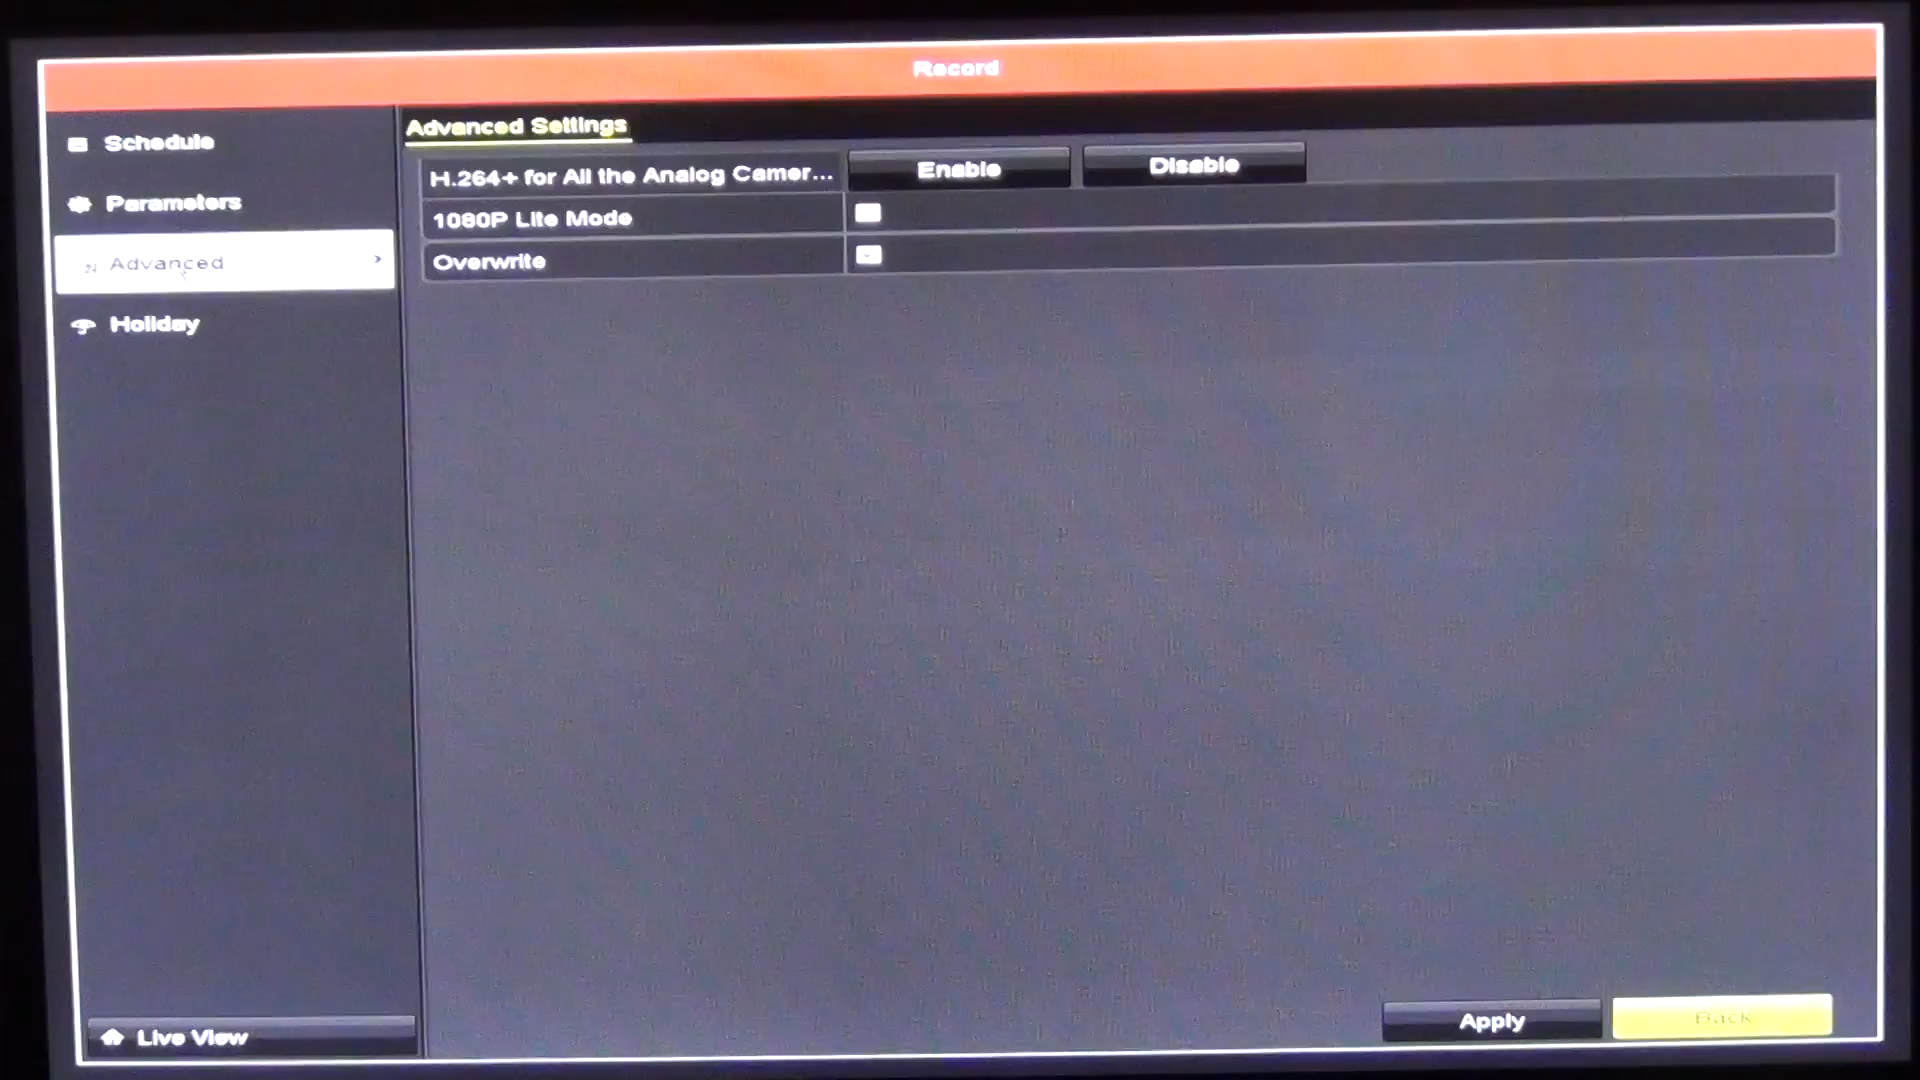 Record
Schedule
Parameters
Advanced
Holiday
Advanced Settings
H.264+ for All the Analog Camer...
Enable
Disable
1080P Lite Mode
Overwrite
Live View
Apply
Back